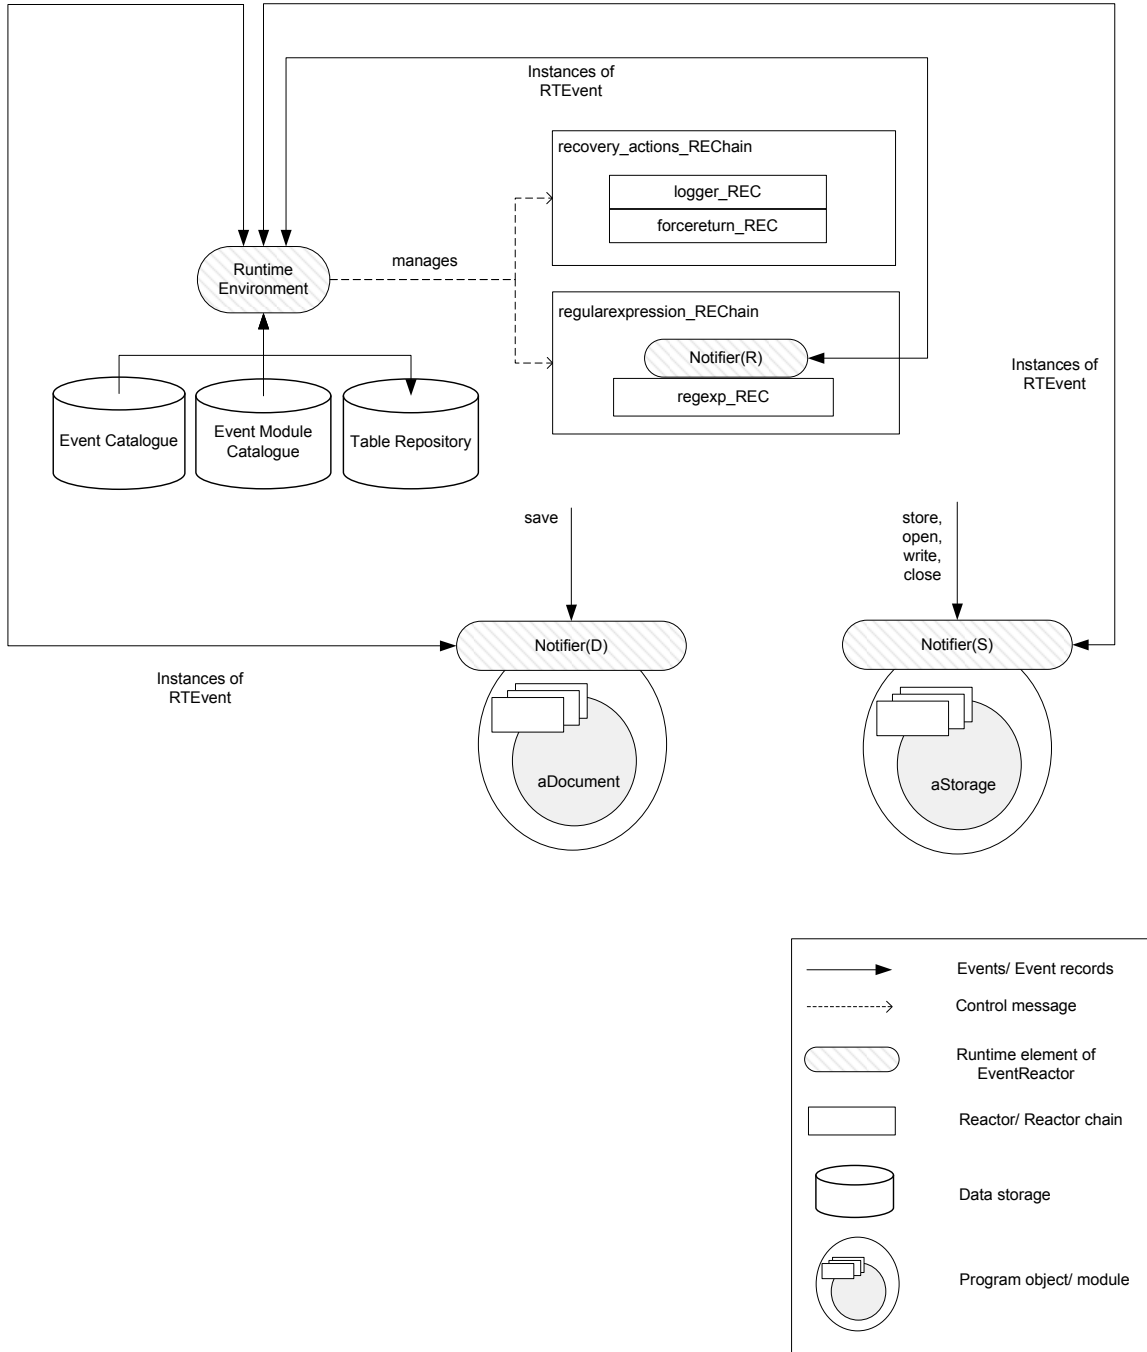 Instances of
RTEvent
recovery_actions_REChain
logger_REC
forcereturn_REC
Runtime
Environment
manages
regularexpression_REChain
Notifier(R)
regexp_REC
Instances of
RTEvent
Event Catalogue
Event Module
Catalogue
Table Repository
save
store,
open,
write,
close
Notifier(D)
Notifier(S)
Instances of
RTEvent
aDocument
aStorage
Events/ Event records
Control message
Runtime element of
EventReactor
Reactor/ Reactor chain
Data storage
Program object/ module